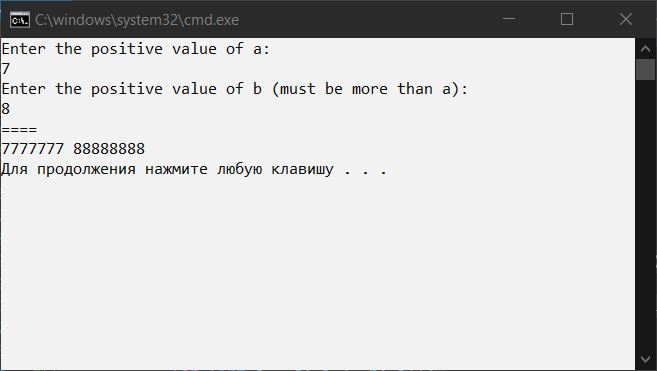 C:\windows\system32\cmd.exe
Enter the positive value of a:
7
Enter the positive value of b (must be more than a):
8
====
7777777 88888888
Для продолжения нажмите любую клавишу . . .